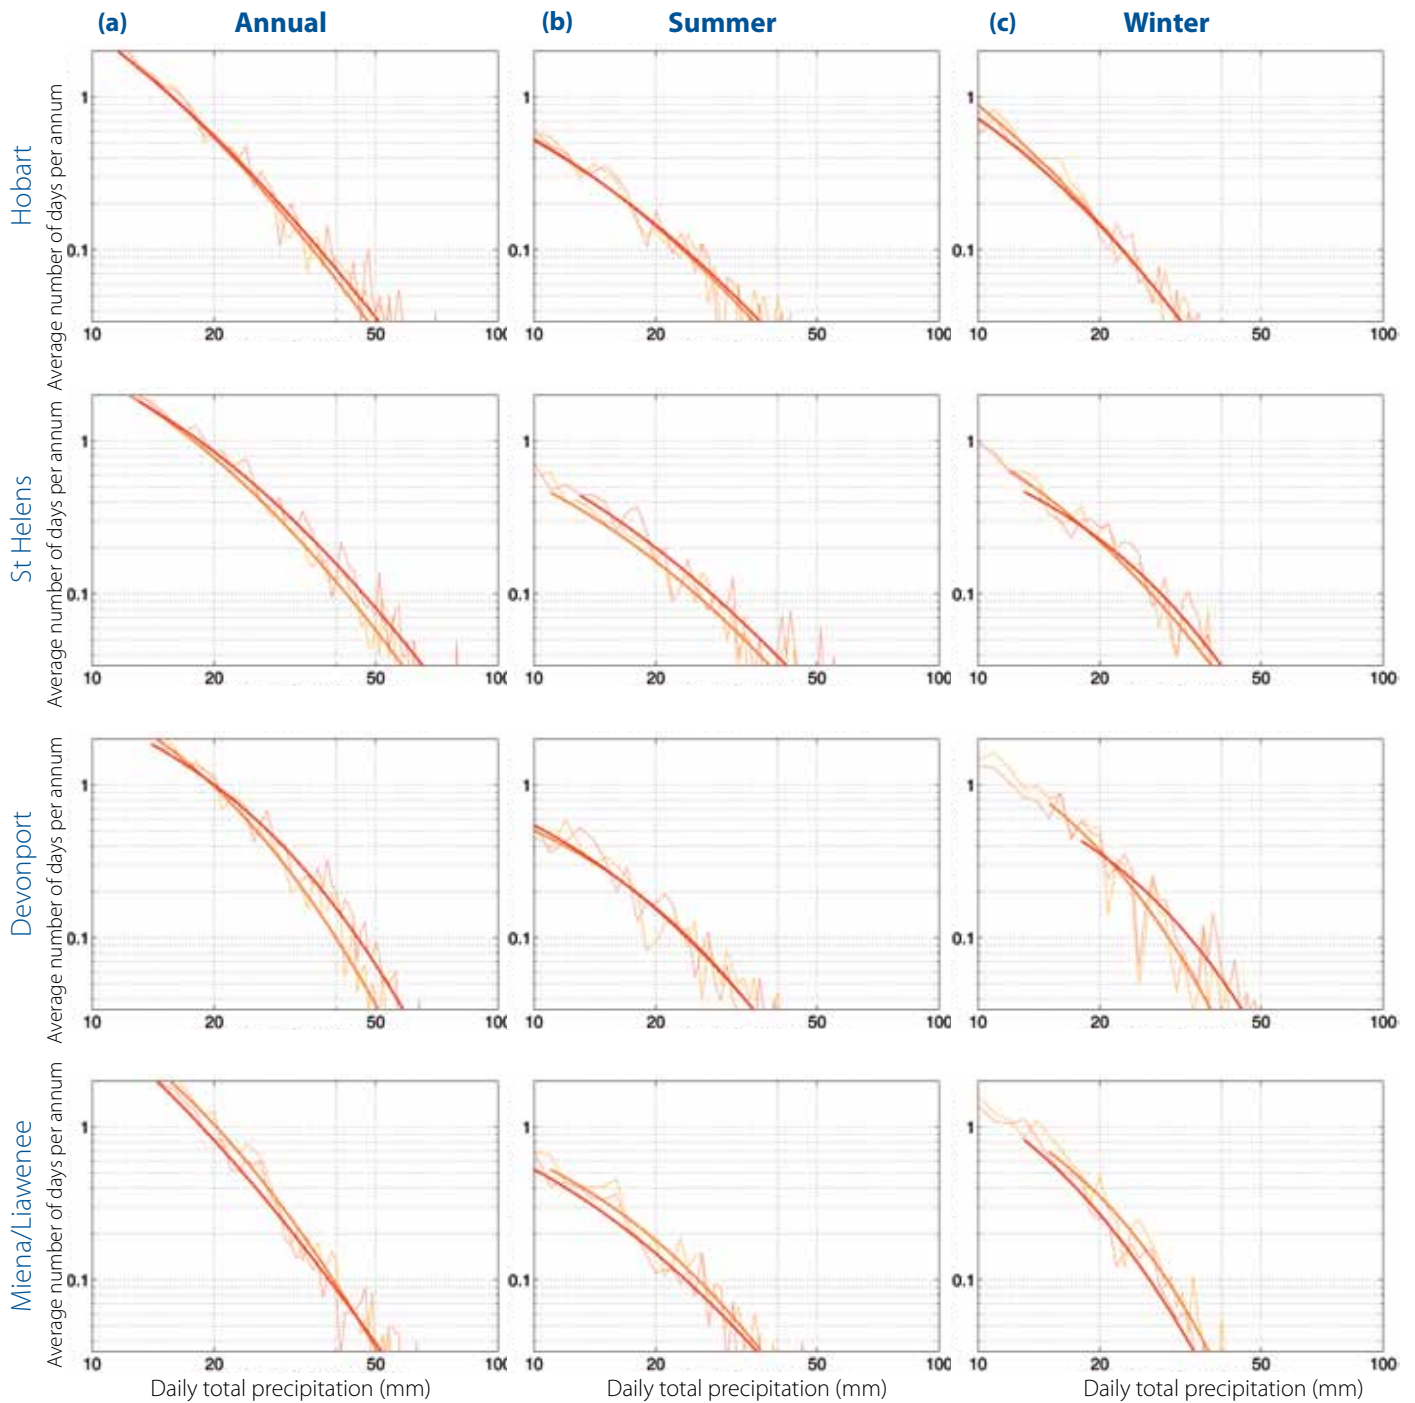 (a) Annual (b) Summer (c) Winter
Hobart
Average number of days per annum
1
0.1
10 20 50 100
1
0.1
10 20 50 100
1
0.1
10 20 50 100
St Helens
Average number of days per annum
1
0.1
10 20 50 100
1
0.1
10 20 50 100
1
0.1
10 20 50 100
Devonport
Average number of days per annum
1
0.1
10 20 50 100
1
0.1
10 20 50 100
1
0.1
10 20 50 100
Miena/Liawenee
Average number of days per annum
1
0.1
10 20 50 100
1
0.1
10 20 50 100
1
0.1
10 20 50 100
Daily total precipitation (mm) Daily total precipitation (mm) Daily total precipitation (mm)